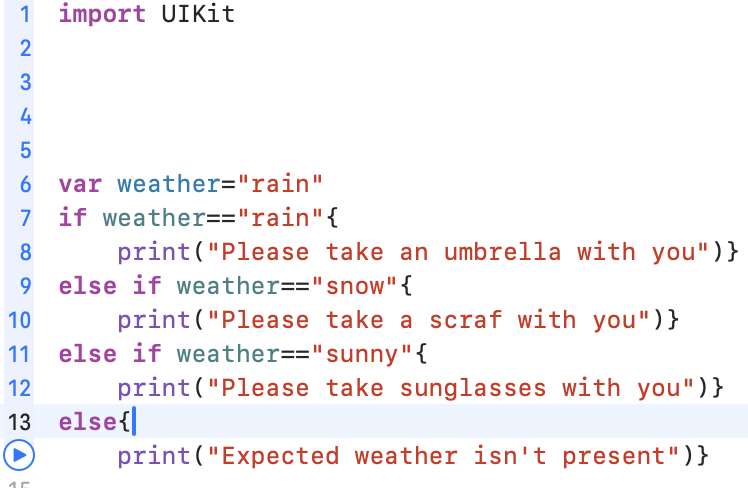 1 import UIKit
2
3
4
5
6 var weather="rain"
7 if weather=="rain"{
8     print("Please take an umbrella with you")}
9 else if weather=="snow"{
10     print("Please take a scraf with you")}
11 else if weather=="sunny"{
12     print("Please take sunglasses with you")}
13 else{
    print("Expected weather isn't present")}